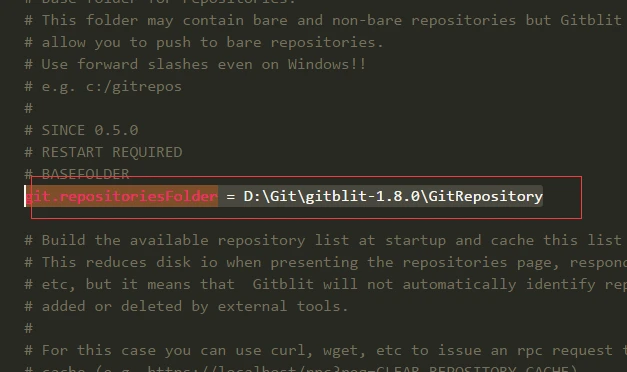 # Base folder for repositories.
# This folder may contain bare and non-bare repositories but Gitblit
# allow you to push to bare repositories.
# Use forward slashes even on Windows!!
# e.g. c:/gitrepos
#
# SINCE 0.5.0
# RESTART REQUIRED
# BASEFOLDER
git.repositoriesFolder = D:\Git\gitblit-1.8.0\GitRepository
# Build the available repository list at startup and cache this list
# This reduces disk io when presenting the repositories page, respond
# etc, but it means that  Gitblit will not automatically identify rep
# added or deleted by external tools.
#
# For this case you can use curl, wget, etc to issue an rpc request t
# cache (e.g. https://localhost/rpc?req=CLEAR_REPOSITORY_CACHE)